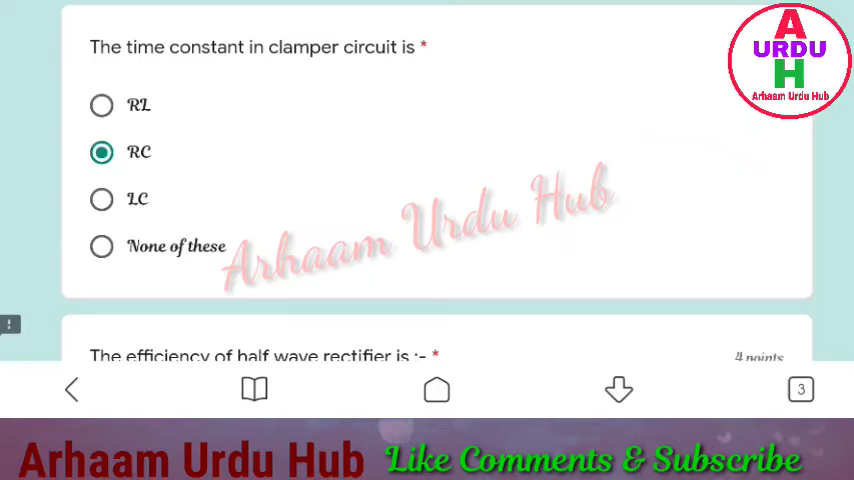 The time constant in clamper circuit is *
RL
RC
LC
None of these
Arhaam Urdu Hub
A
URDU
H
Arhaam Urdu Hub
!
The efficiency of half wave rectifier is :- *
4 points
3
Arhaam Urdu Hub
Like Comments & Subscribe